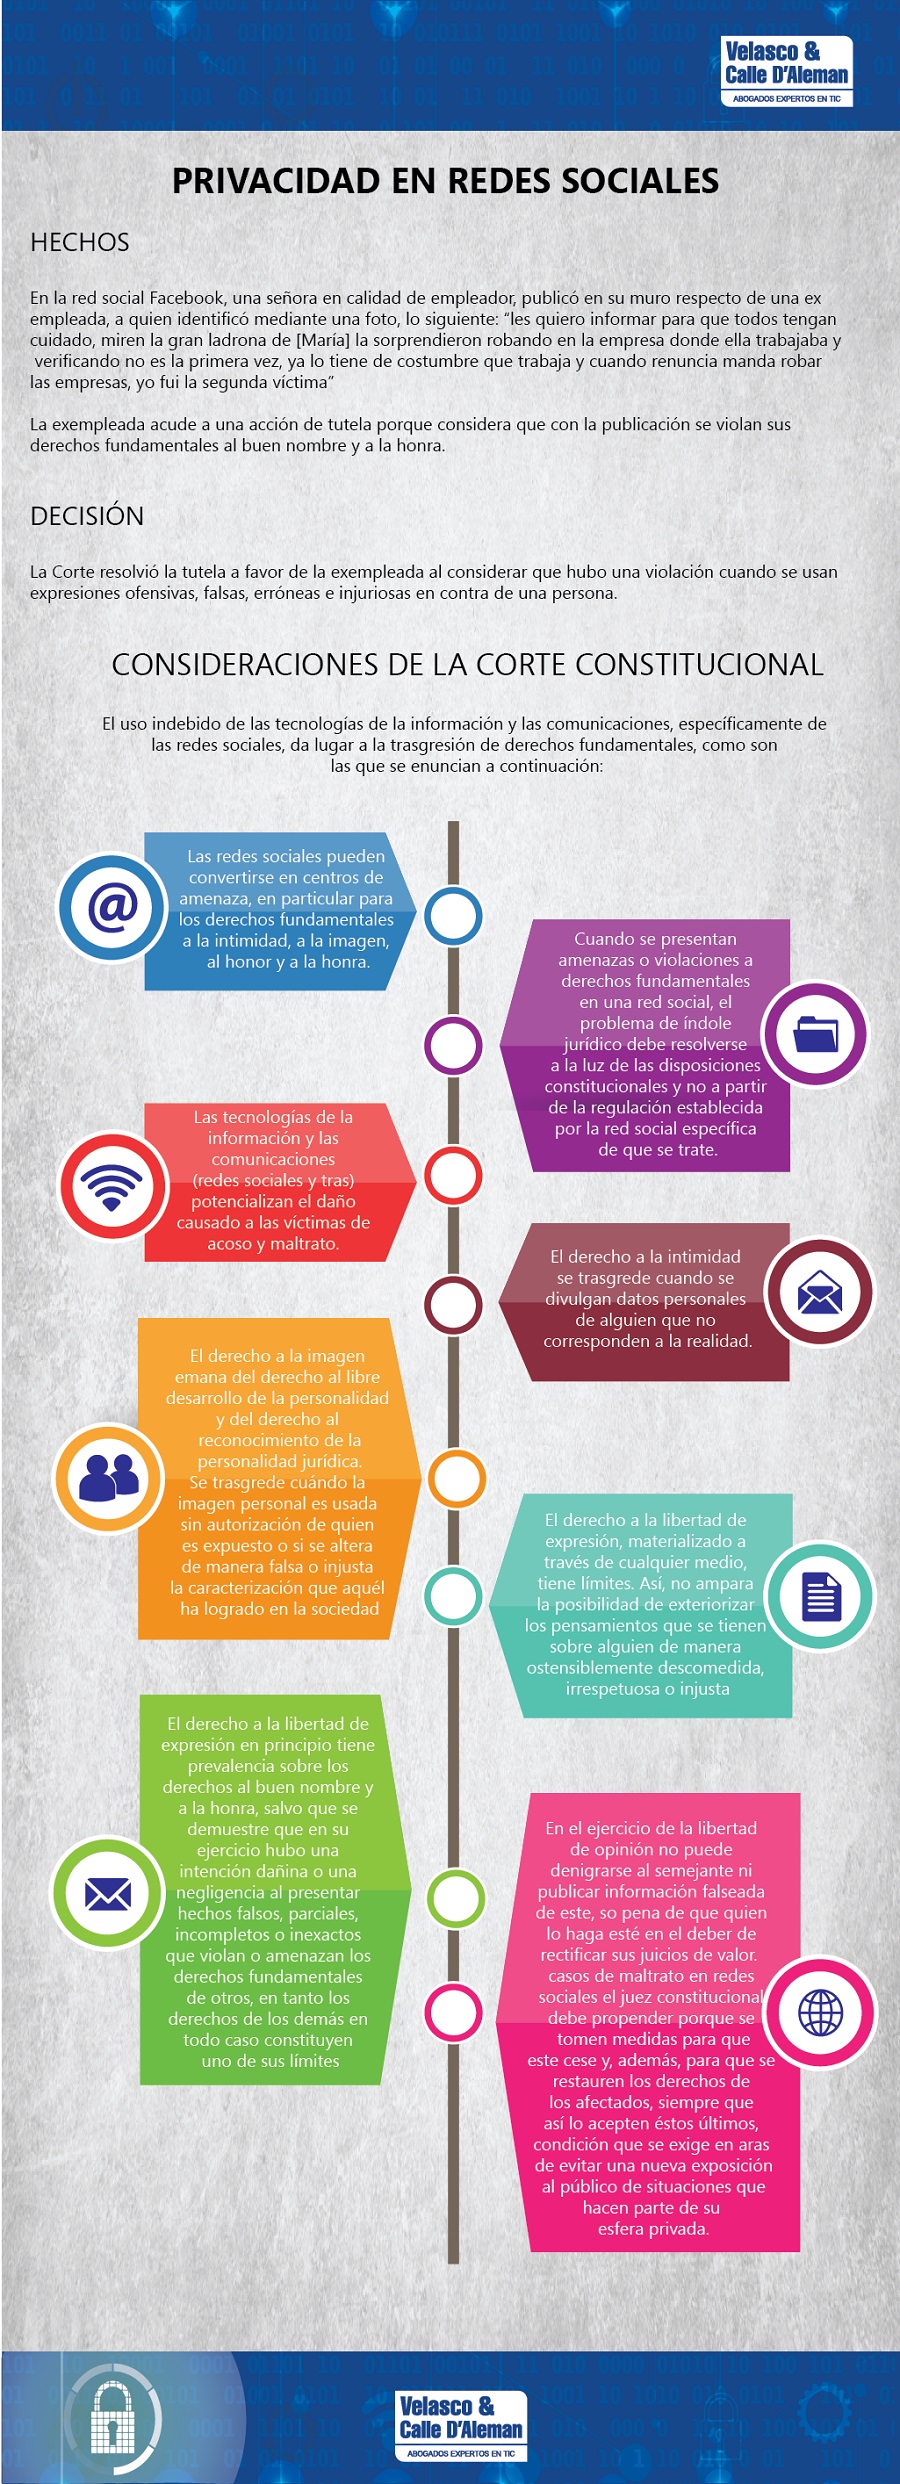 Velasco &
Calle D'Aleman
ABOGADOS EXPERTOS EN TIC
PRIVACIDAD EN REDES SOCIALES
HECHOS
En la red social Facebook, una señora en calidad de empleador, publicó en su muro respecto de una ex
empleada, a quien identificó mediante una foto, lo siguiente: “les quiero informar para que todos tengan
cuidado, miren la gran ladrona de [María] la sorprendieron robando en la empresa donde ella trabajaba y
verificando no es la primera vez, ya lo tiene de costumbre que trabaja y cuando renuncia manda robar
las empresas, yo fui la segunda víctima”
La exempleada acude a una acción de tutela porque considera que con la publicación se violan sus
derechos fundamentales al buen nombre y a la honra.
DECISIÓN
La Corte resolvió la tutela a favor de la exempleada al considerar que hubo una violación cuando se usan
expresiones ofensivas, falsas, erróneas e injuriosas en contra de una persona.
CONSIDERACIONES DE LA CORTE CONSTITUCIONAL
El uso indebido de las tecnologías de la información y las comunicaciones, específicamente de
las redes sociales, da lugar a la trasgresión de derechos fundamentales, como son
las que se enuncian a continuación:
Las redes sociales pueden
convertirse en centros de
amenaza, en particular para
los derechos fundamentales
a la intimidad, a la imagen,
al honor y a la honra.
Cuando se presentan
amenazas o violaciones a
derechos fundamentales
en una red social, el
problema de índole
jurídico debe resolverse
a la luz de las disposiciones
constitucionales y no a partir
de la regulación establecida
por la red social específica
de que se trate.
Las tecnologías de la
información y las
comunicaciones
(redes sociales y tras)
potencializan el daño
causado a las víctimas de
acoso y maltrato.
El derecho a la intimidad
se trasgrede cuando se
divulgan datos personales
de alguien que no
corresponden a la realidad.
El derecho a la imagen
emana del derecho al libre
desarrollo de la personalidad
y del derecho al
reconocimiento de la
personalidad jurídica.
Se trasgrede cuándo la
imagen personal es usada
sin autorización de quien
es expuesto o si se altera
de manera falsa o injusta
la caracterización que aquél
ha logrado en la sociedad
El derecho a la libertad de
expresión, materializado a
través de cualquier medio,
tiene límites. Así, no ampara
la posibilidad de exteriorizar
los pensamientos que se tienen
sobre alguien de manera
ostensiblemente descomedida,
irrespetuosa o injusta
El derecho a la libertad de
expresión en principio tiene
prevalencia sobre los
derechos al buen nombre y
a la honra, salvo que se
demuestre que en su
ejercicio hubo una
intención dañina o una
negligencia al presentar
hechos falsos, parciales,
incompletos o inexactos
que violan o amenazan los
derechos fundamentales
de otros, en tanto los
derechos de los demás en
todo caso constituyen
uno de sus límites
En el ejercicio de la libertad
de opinión no puede
denigrarse al semejante ni
publicar información falseada
de este, so pena de que quien
lo haga esté en el deber de
rectificar sus juicios de valor.
casos de maltrato en redes
sociales el juez constitucional
debe propender porque se
tomen medidas para que
este cese y, además, para que se
restauren los derechos de
los afectados, siempre que
así lo acepten éstos últimos,
condición que se exige en aras
de evitar una nueva exposición
al público de situaciones que
hacen parte de su
esfera privada.
Velasco &
Calle D'Aleman
ABOGADOS EXPERTOS EN TIC